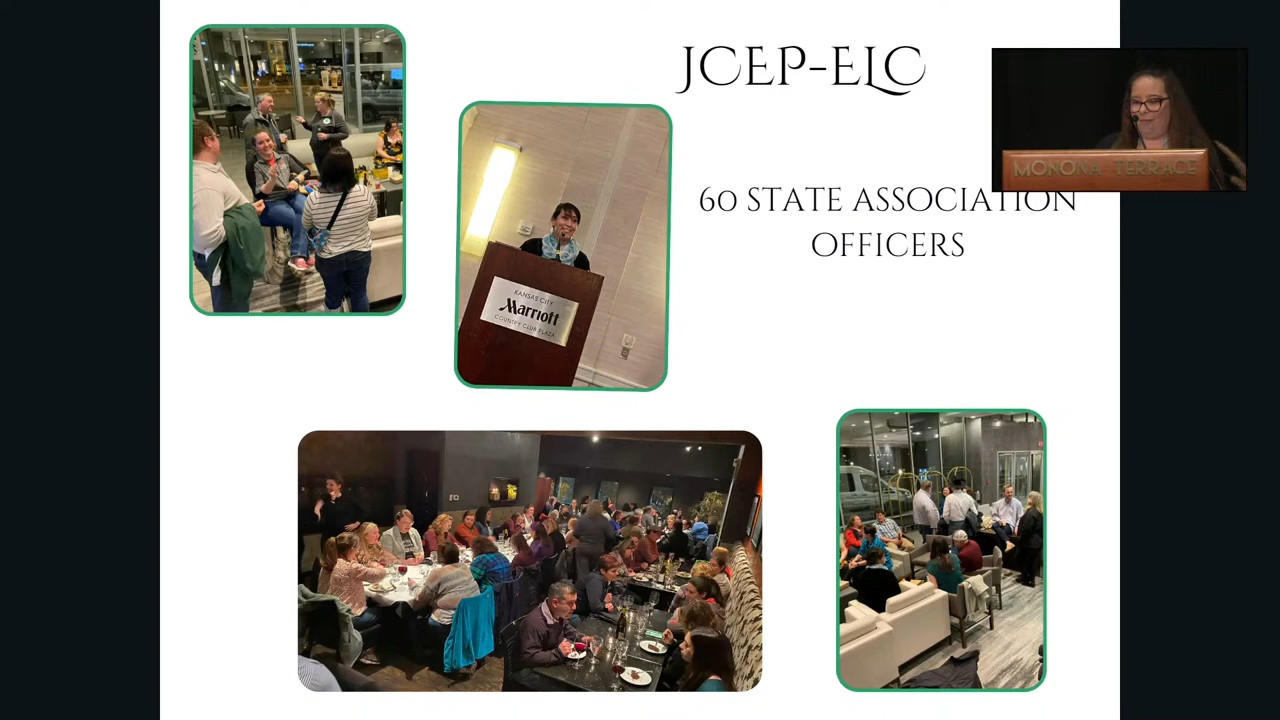 JCEP-ELC
MONONA TERRACE
60 STATE ASSOCIATION
OFFICERS
KANSAS CITY
Marriott
COUNTRY CLUB PLAZA